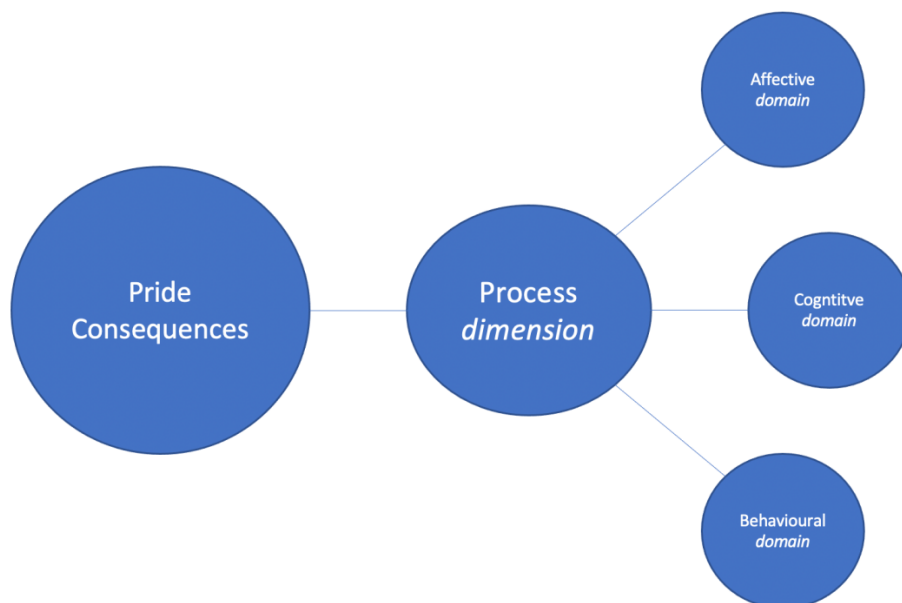 Affective
domain
Pride
Consequences
Process
dimension
Cogntitve
domain
Behavioural
domain